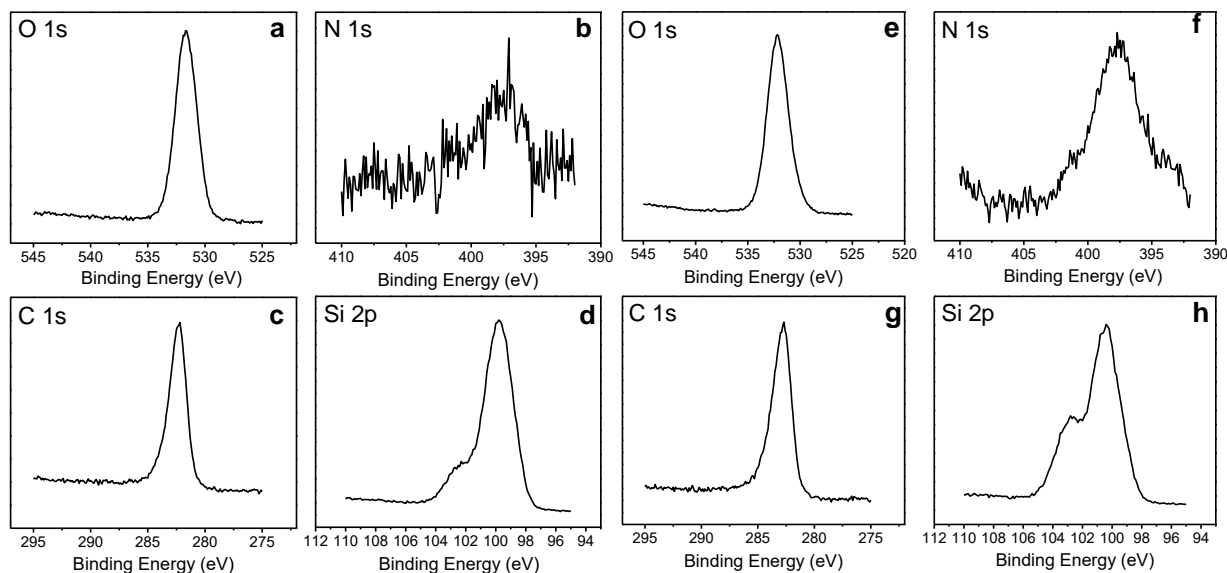 O 1s a
N 1s b
O 1s e
N 1s f
545 540 535 530 525
410 405 400 395 390
545 540 535 530 525 520
410 405 400 395 390
Binding Energy (eV)
Binding Energy (eV)
Binding Energy (eV)
Binding Energy (eV)
C 1s c
Si 2p d
C 1s g
Si 2p h
295 290 285 280 275
112 110 108 106 104 102 100 98 96 94
295 290 285 280 275
112 110 108 106 104 102 100 98 96 94
Binding Energy (eV)
Binding Energy (eV)
Binding Energy (eV)
Binding Energy (eV)